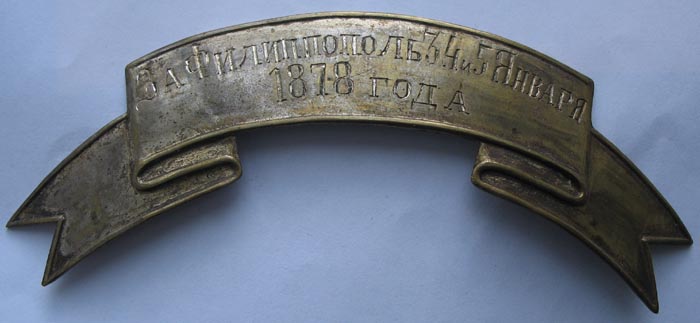 За Филиппополь 3.4 и 5 Января
1878 года